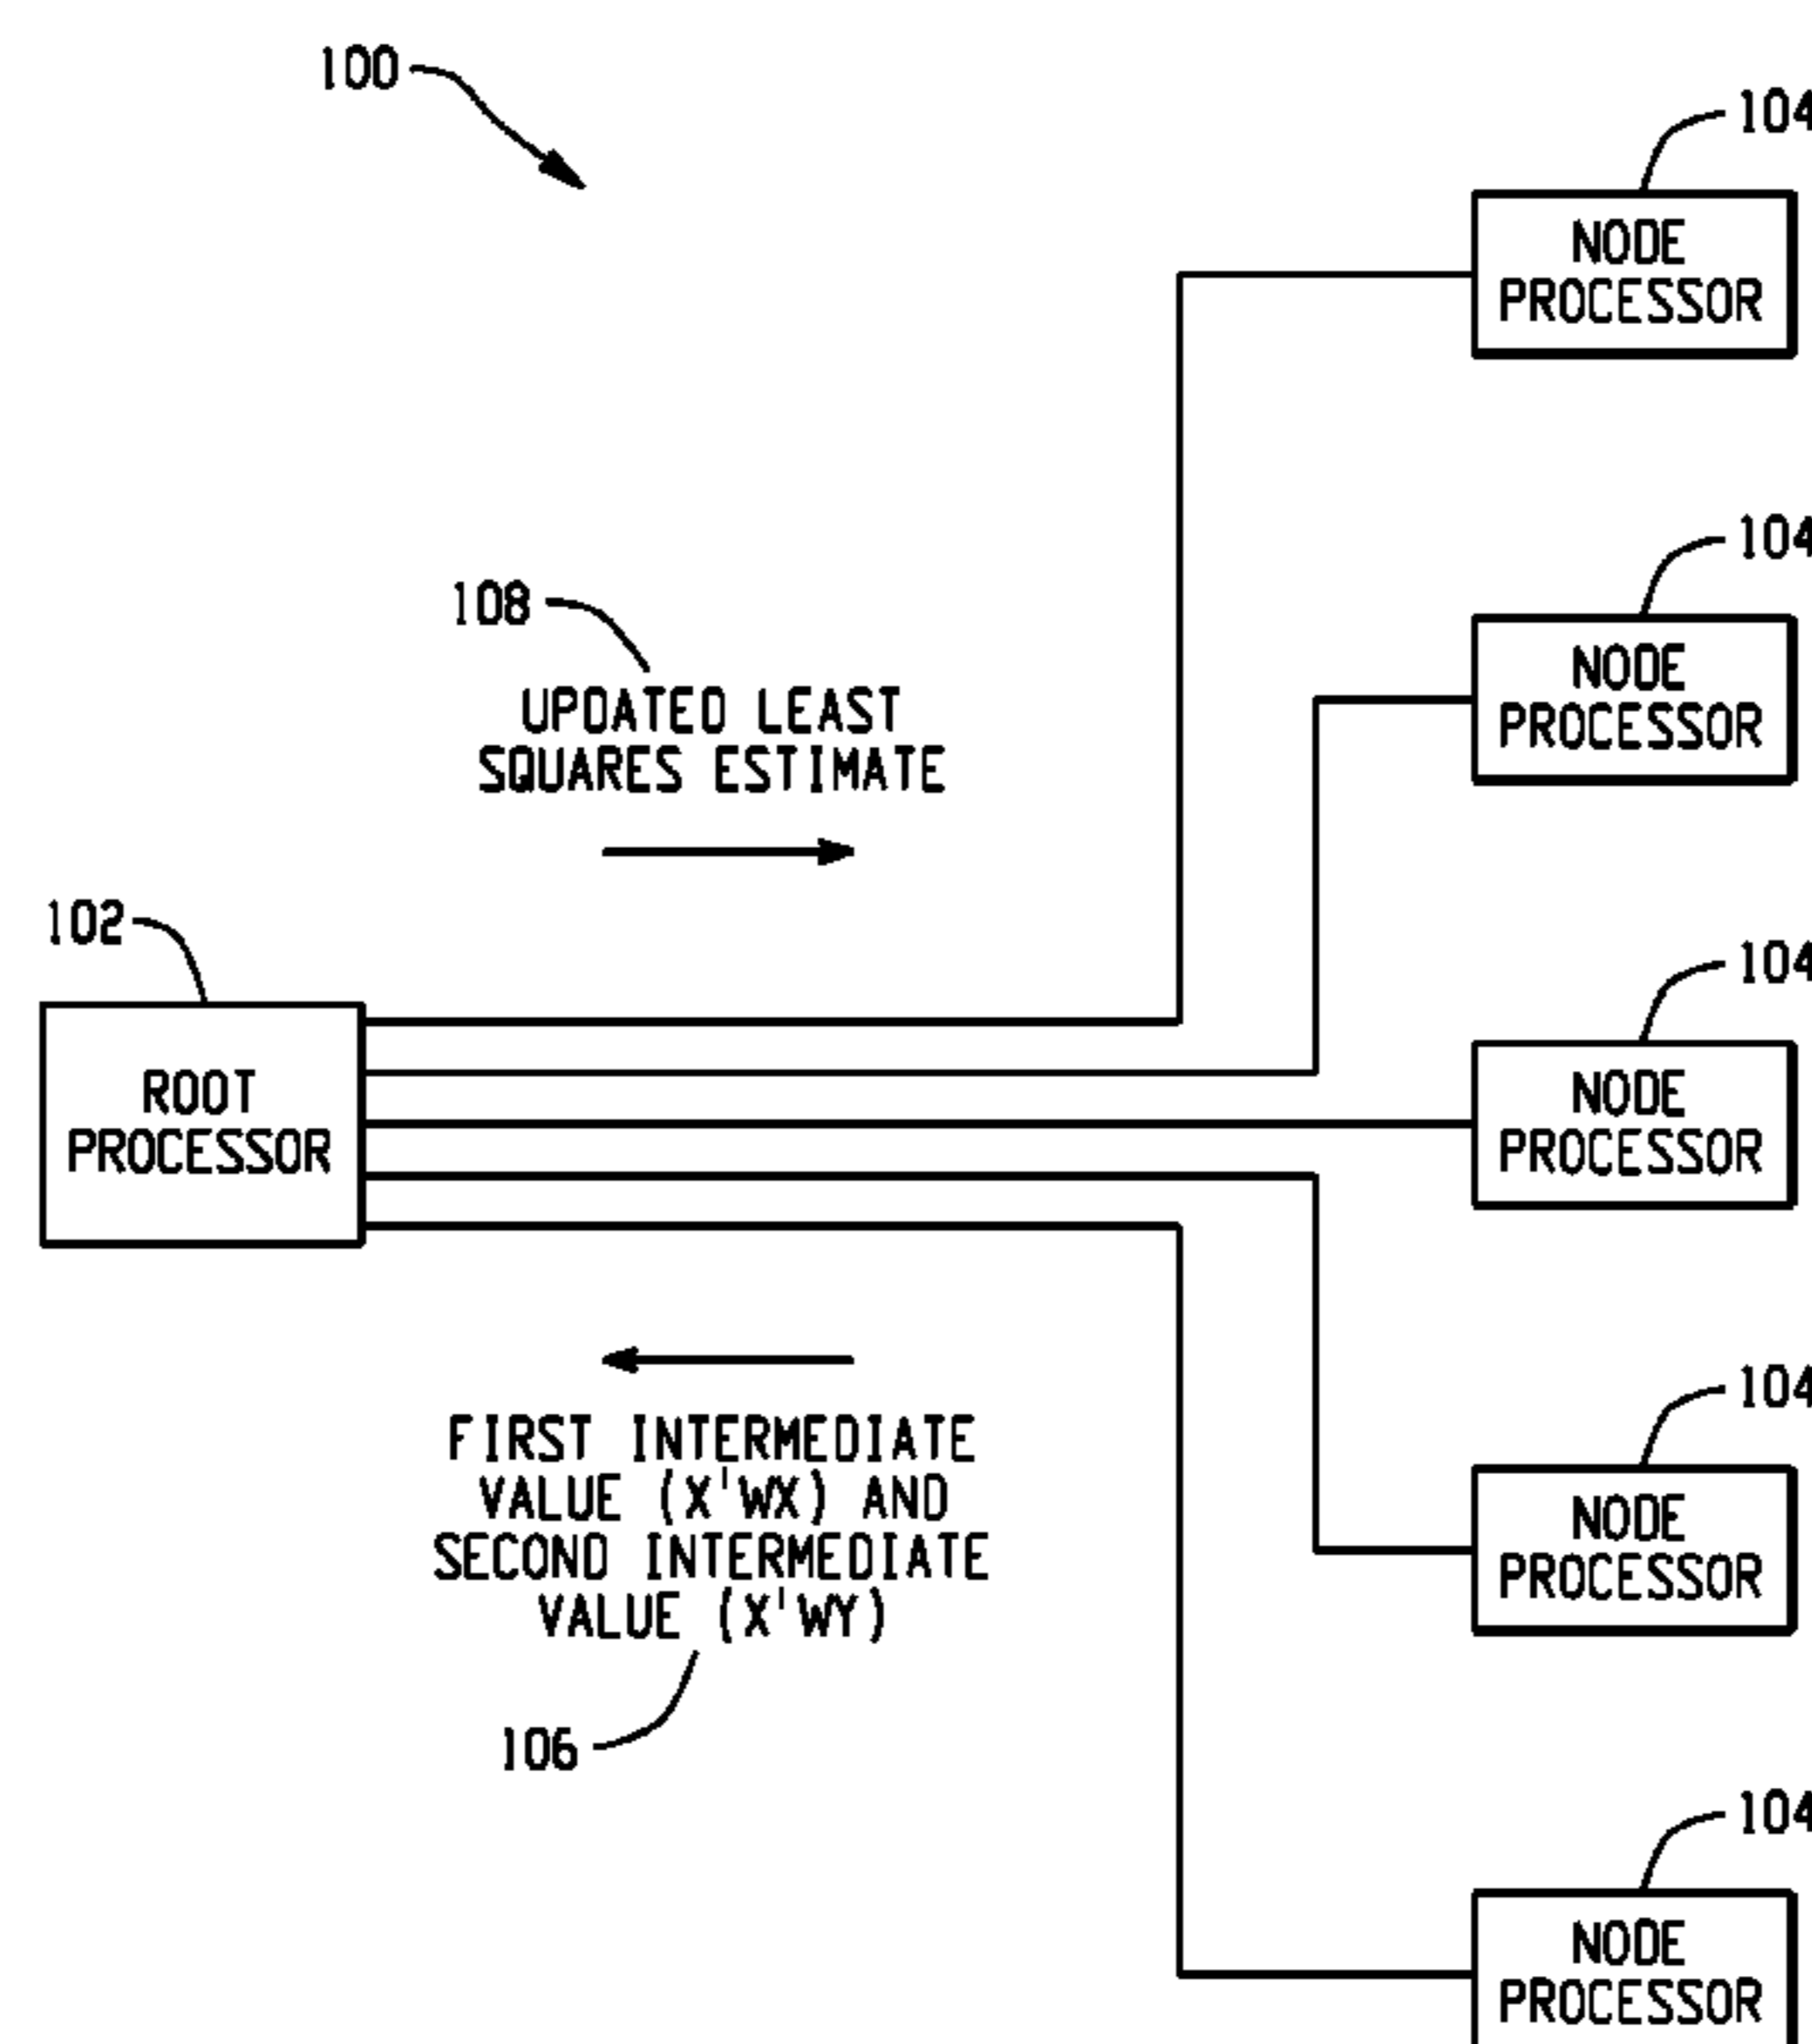 100
104
NODE
PROCESSOR
104
NODE
PROCESSOR
108
UPDATED LEAST
SQUARES ESTIMATE
102
ROOT
PROCESSOR
104
NODE
PROCESSOR
FIRST INTERMEDIATE
VALUE (X'WX) AND
SECOND INTERMEDIATE
VALUE (X'WY)
106
104
NODE
PROCESSOR
104
NODE
PROCESSOR